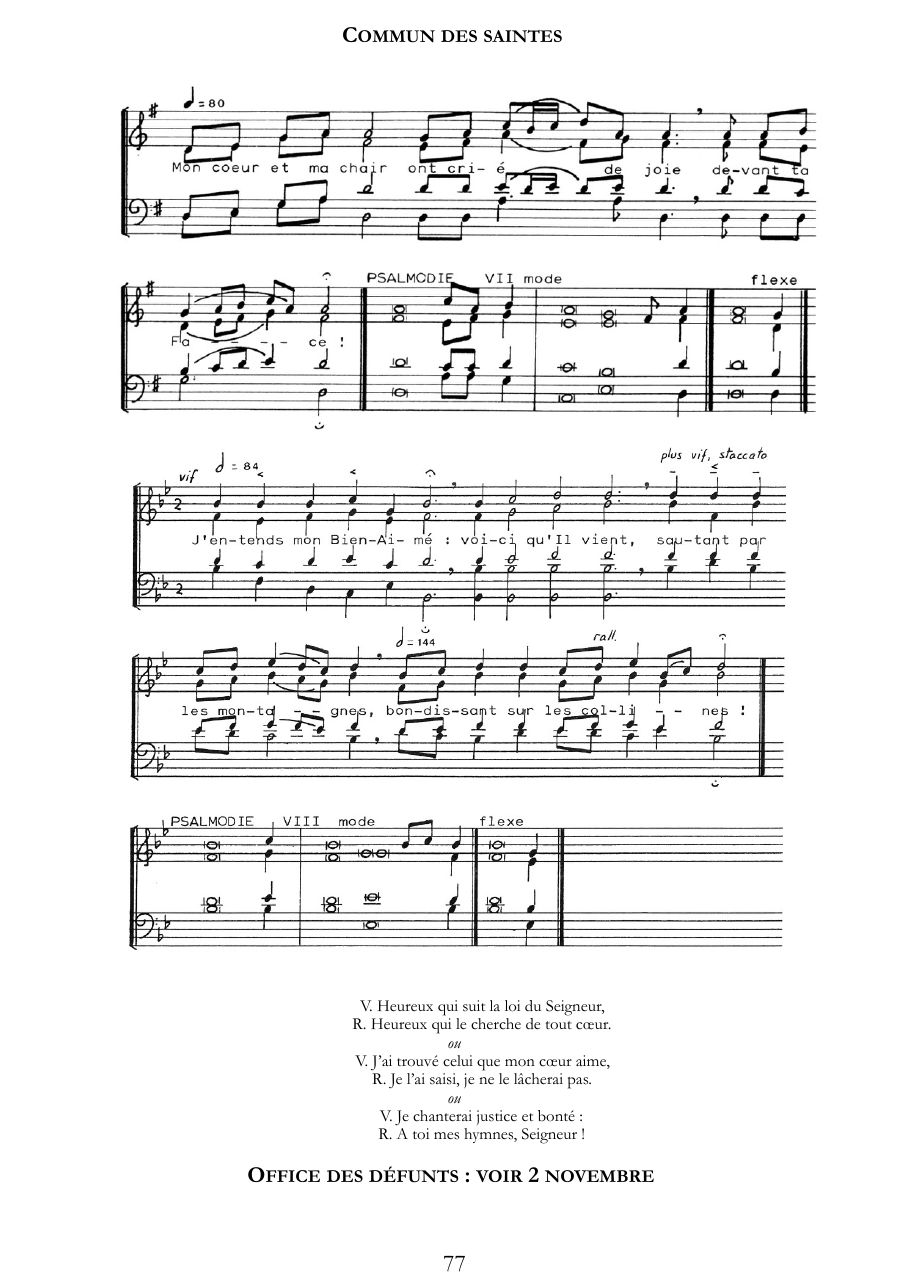 COMMUN DES SAINTES
= 80
Mon coeur et ma chair ont cri- é de joie de-vant ta
PSALMODIE VII mode flexe
Fa - - - - ce !
vif = 84 plus vif, staccato
2
J'en-tends mon Bien-Ai- mé : voi-ci qu'Il vient, sau-tant par
2
= 144 rall.
les mon-ta - - gnes, bon-dis-sant sur les col-li - - nes !
PSALMODIE VIII mode flexe
V. Heureux qui suit la loi du Seigneur,
R. Heureux qui le cherche de tout cœur.
ou
V. J'ai trouvé celui que mon cœur aime,
R. Je l'ai saisi, je ne le lâcherai pas.
ou
V. Je chanterai justice et bonté :
R. A toi mes hymnes, Seigneur !
OFFICE DES DÉFUNTS : VOIR 2 NOVEMBRE
77